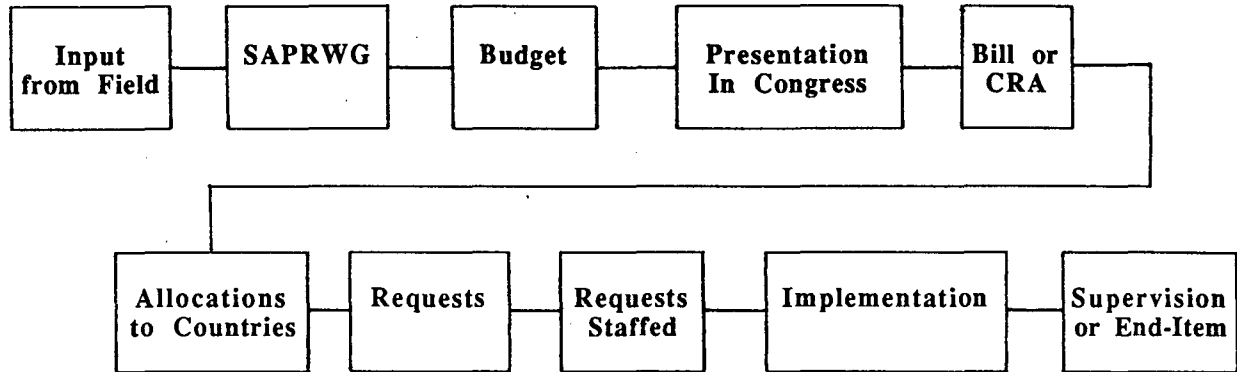 Input
from Field
SAPRWG
Budget
Presentation
In Congress
Bill or
CRA
Allocations
to Countries
Requests
Requests
Staffed
Implementation
Supervision
or End-Item